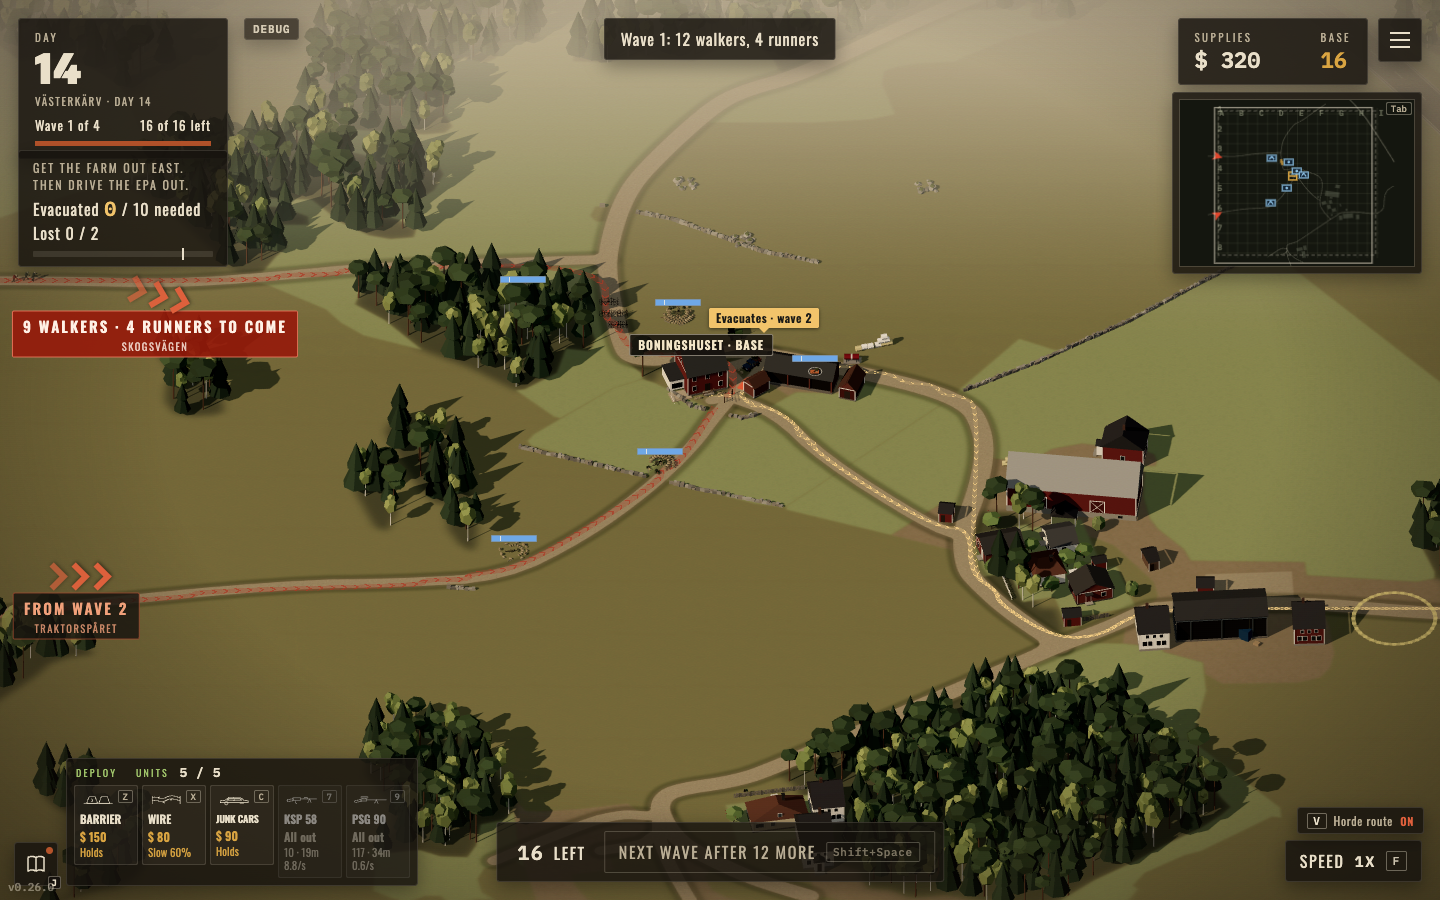 DAY
14
VÄSTERKÄRV · DAY 14
Wave 1 of 4 16 of 16 left
GET THE FARM OUT EAST.
THEN DRIVE THE EPA OUT.
Evacuated 0 / 10 needed
Lost 0 / 2
DEBUG
Wave 1: 12 walkers, 4 runners
SUPPLIES BASE
$ 320 16
Tab
9 WALKERS · 4 RUNNERS TO COME
SKOGSVÄGEN
Evacuates · wave 2
BONINGSHUSET · BASE
FROM WAVE 2
TRAKTORSPÅRET
DEPLOY UNITS 5 / 5
Z X C 7 9
BARRIER WIRE JUNK CARS KSP 58 PSG 90
$ 150 $ 80 $ 90 All out All out
Holds Slow 60% Holds 10 · 19m 117 · 34m
8.8/s 0.6/s
J
v0.26.0
16 LEFT NEXT WAVE AFTER 12 MORE Shift+Space
V Horde route ON
SPEED 1X F